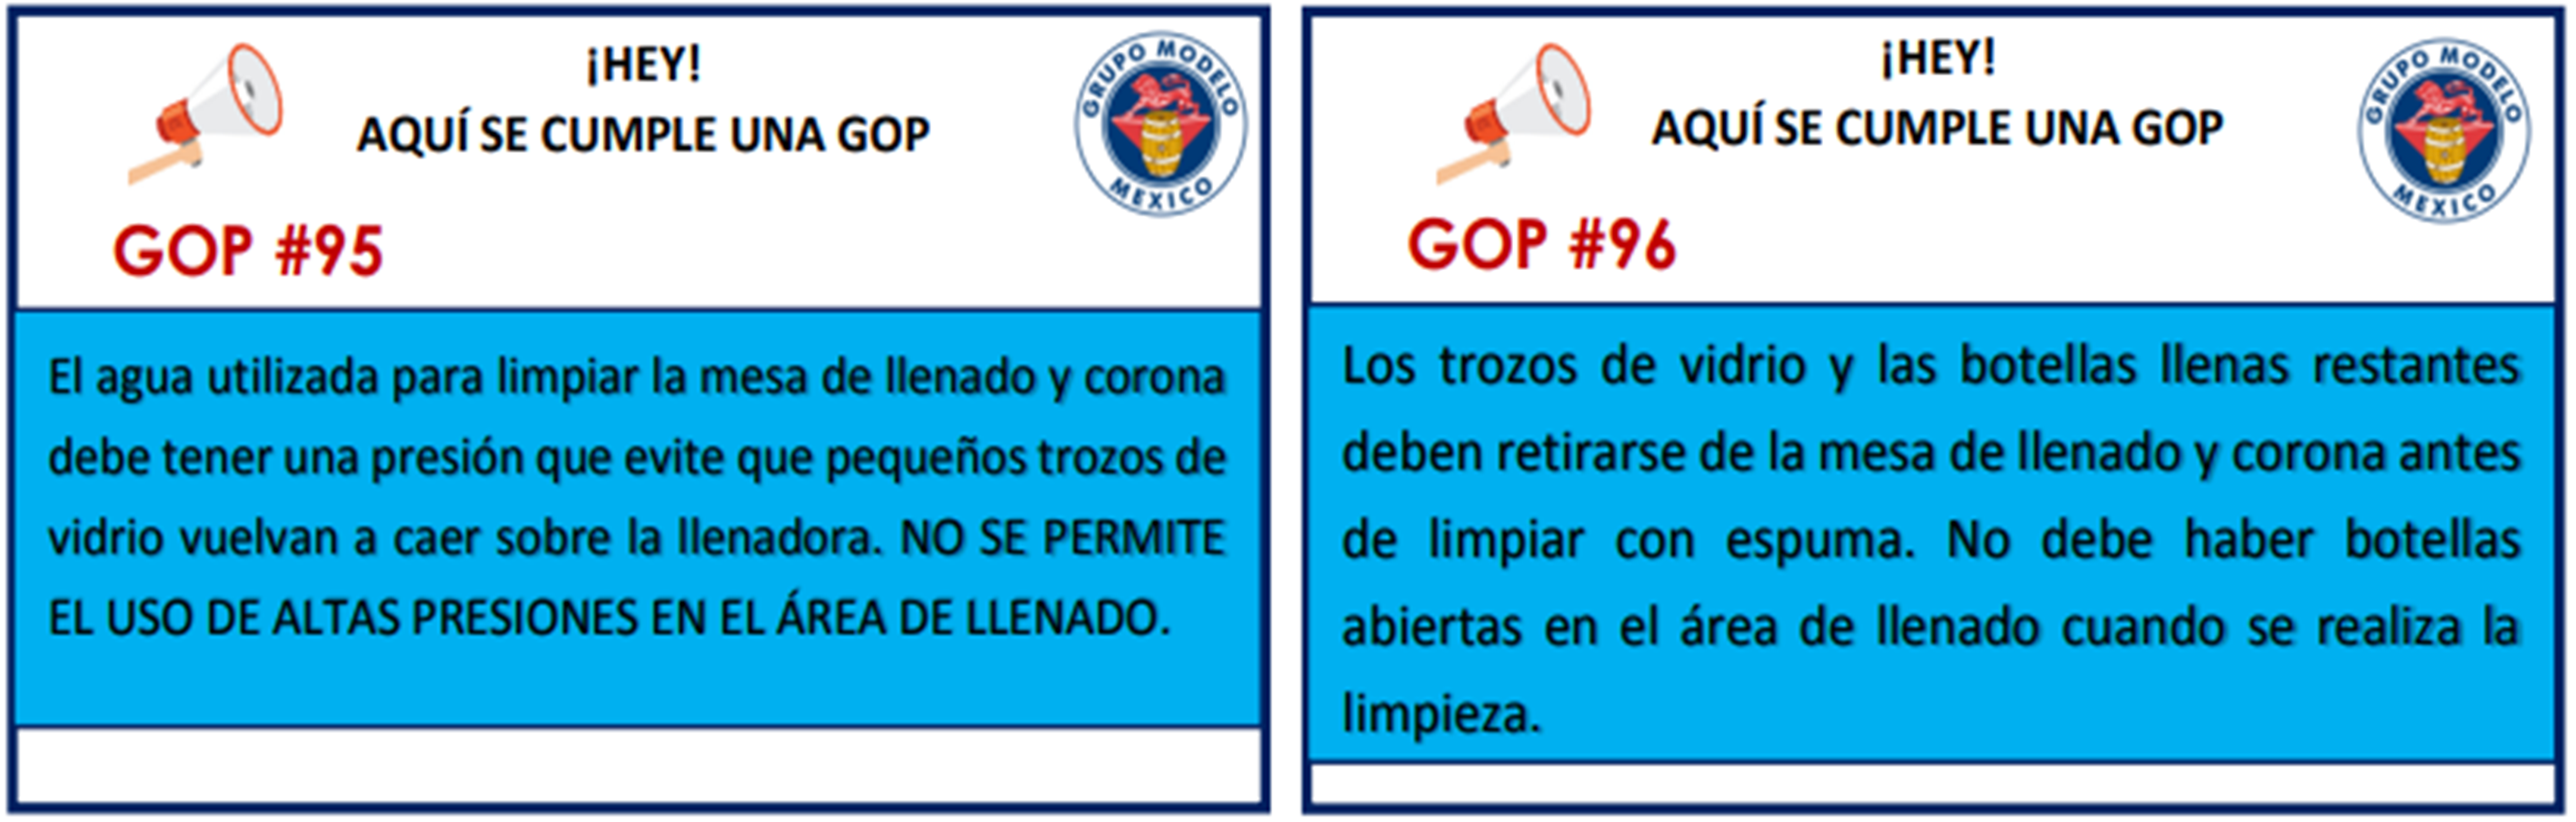 ¡HEY!
AQUÍ SE CUMPLE UNA GOP
GRUPO MODELO
MEXICO
GOP #95
El agua utilizada para limpiar la mesa de llenado y corona
debe tener una presión que evite que pequeños trozos de
vidrio vuelvan a caer sobre la llenadora. NO SE PERMITE
EL USO DE ALTAS PRESIONES EN EL ÁREA DE LLENADO.
¡HEY!
AQUÍ SE CUMPLE UNA GOP
GRUPO MODELO
MEXICO
GOP #96
Los trozos de vidrio y las botellas llenas restantes
deben retirarse de la mesa de llenado y corona antes
de limpiar con espuma. No debe haber botellas
abiertas en el área de llenado cuando se realiza la
limpieza.